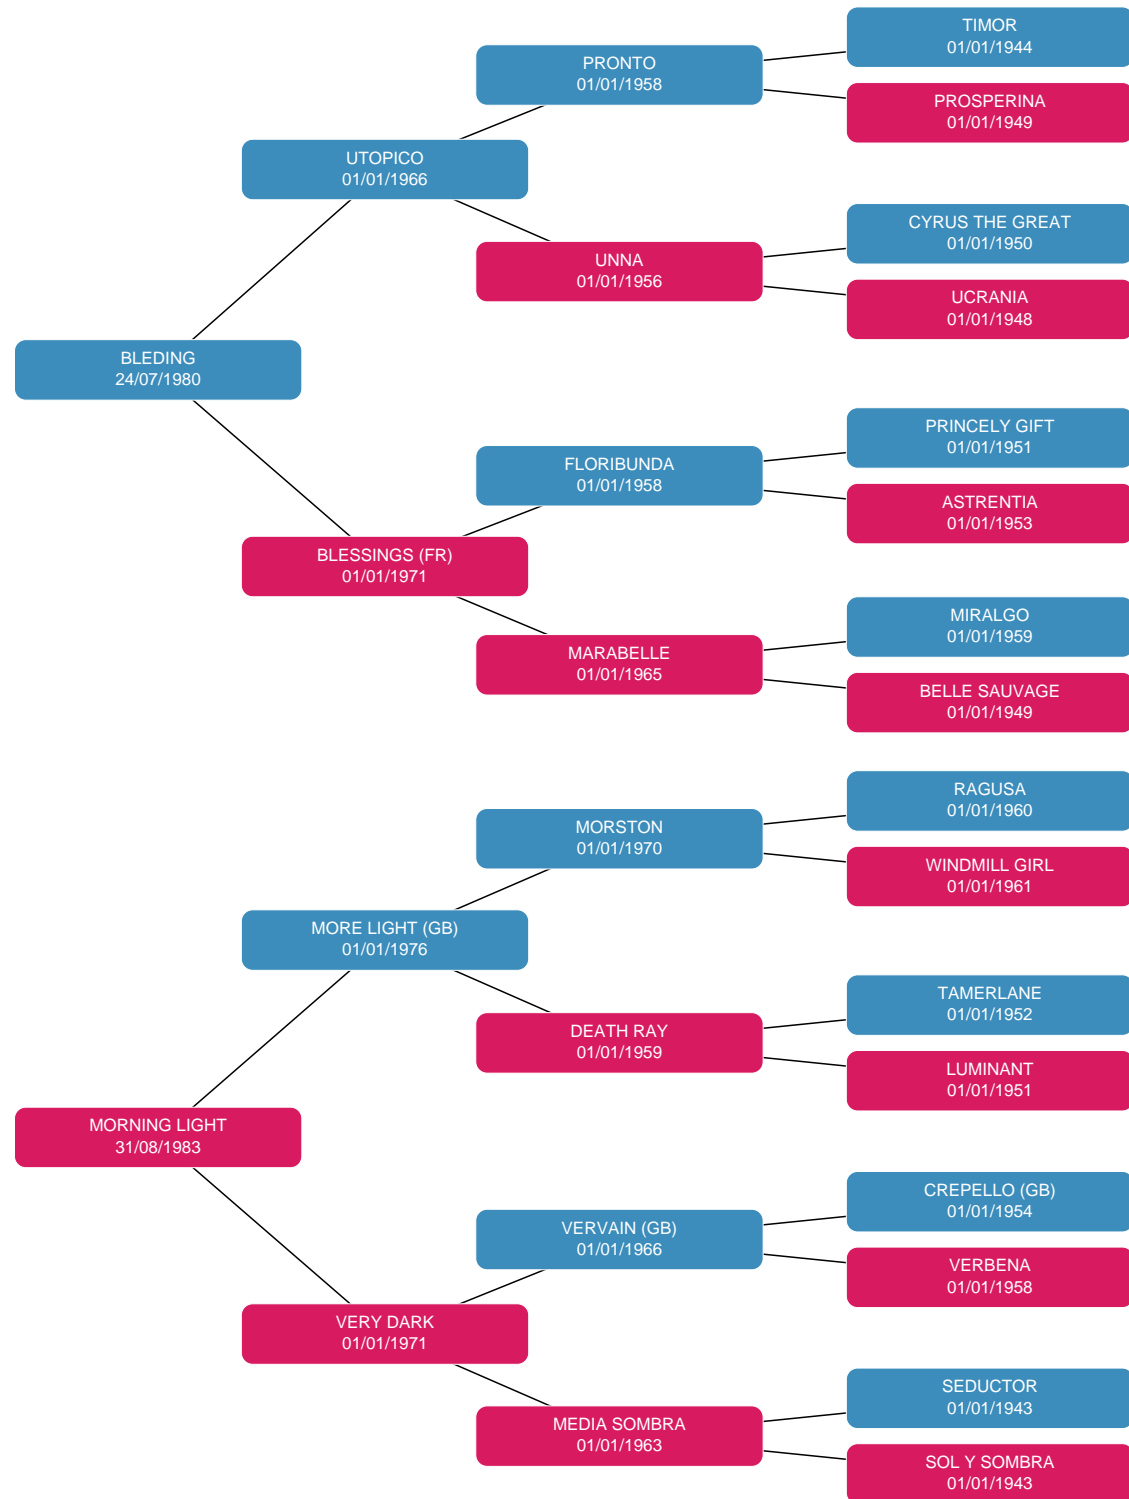 TIMOR
01/01/1944
PRONTO
01/01/1958
PROSPERINA
01/01/1949
UTOPICO
01/01/1966
CYRUS THE GREAT
01/01/1950
UNNA
01/01/1956
UCRANIA
01/01/1948
BLEDING
24/07/1980
PRINCELY GIFT
01/01/1951
FLORIBUNDA
01/01/1958
ASTRENTIA
01/01/1953
BLESSINGS (FR)
01/01/1971
MIRALGO
01/01/1959
MARABELLE
01/01/1965
BELLE SAUVAGE
01/01/1949
RAGUSA
01/01/1960
MORSTON
01/01/1970
WINDMILL GIRL
01/01/1961
MORE LIGHT (GB)
01/01/1976
TAMERLANE
01/01/1952
DEATH RAY
01/01/1959
LUMINANT
01/01/1951
MORNING LIGHT
31/08/1983
CREPELLO (GB)
01/01/1954
VERVAIN (GB)
01/01/1966
VERBENA
01/01/1958
VERY DARK
01/01/1971
SEDUCTOR
01/01/1943
MEDIA SOMBRA
01/01/1963
SOL Y SOMBRA
01/01/1943